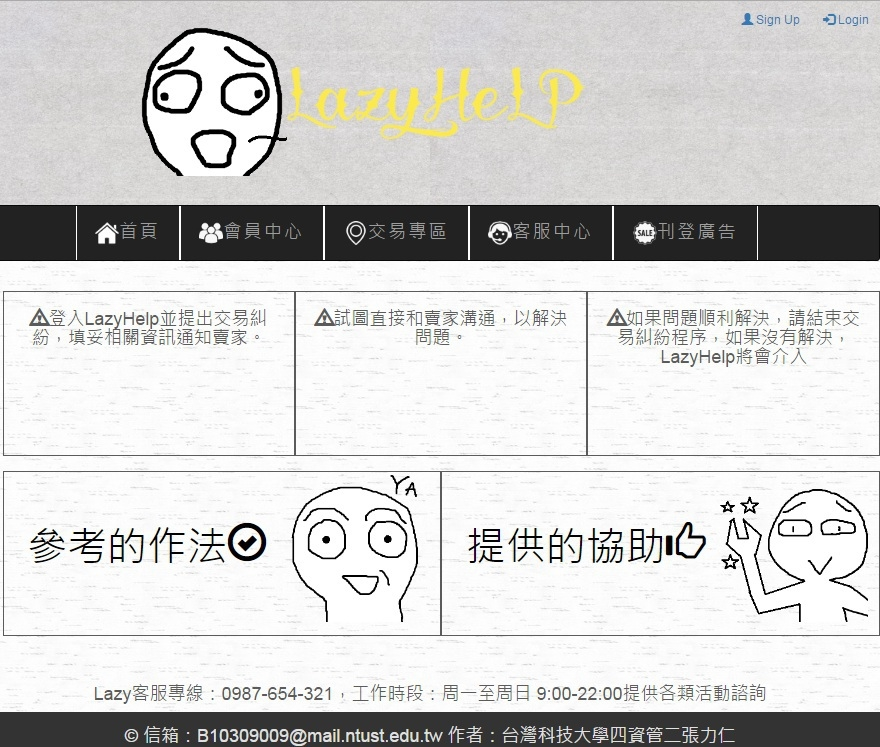 Sign Up Login
LazyHeLP
首頁 會員中心 交易專區 SALE 客服中心 刊登廣告
登入LazyHelp並提出交易糾
紛，填妥相關資訊通知賣家。
試圖直接和賣家溝通，以解決
問題。
如果問題順利解決，請結束交
易糾紛程序，如果沒有解決，
LazyHelp將會介入
YA
參考的作法
提供的協助
Lazy客服專線：0987-654-321，工作時段：周一至周日 9:00-22:00提供各類活動諮詢
© 信箱：B10309009@mail.ntust.edu.tw 作者：台灣科技大學四資管二張力仁